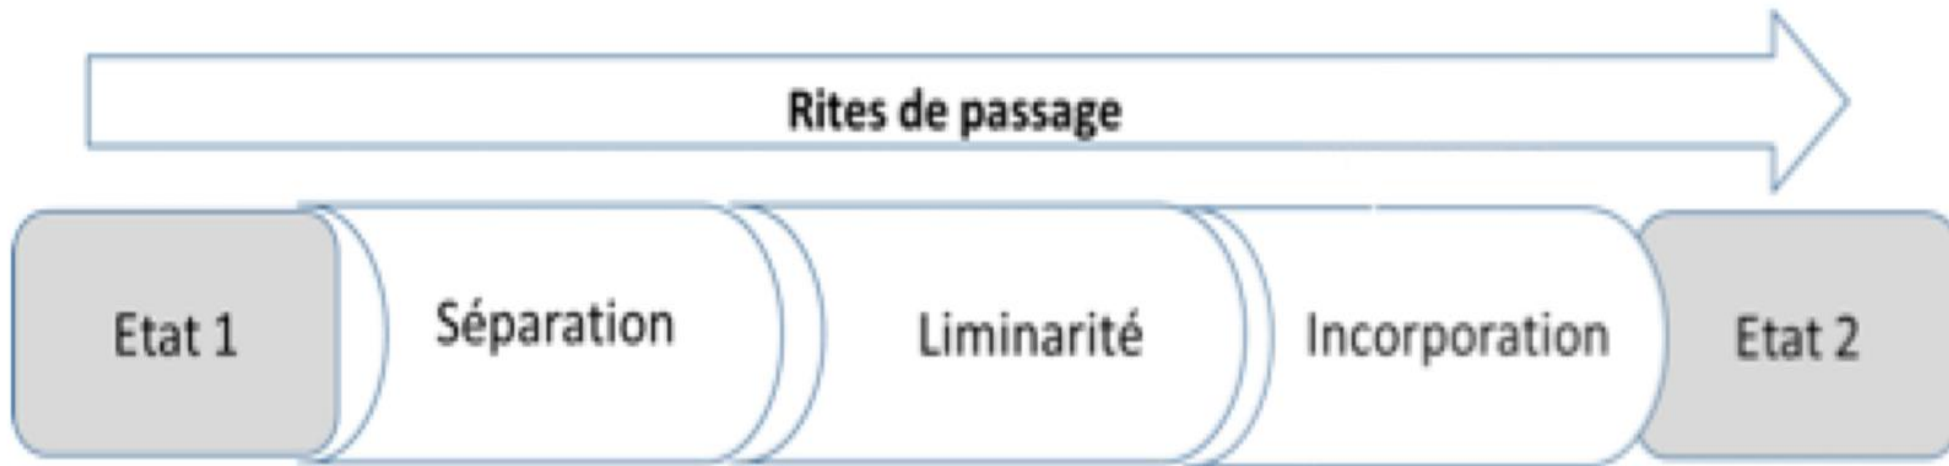 Rites de passage
Etat 1
Séparation
Liminarité
Incorporation
Etat 2